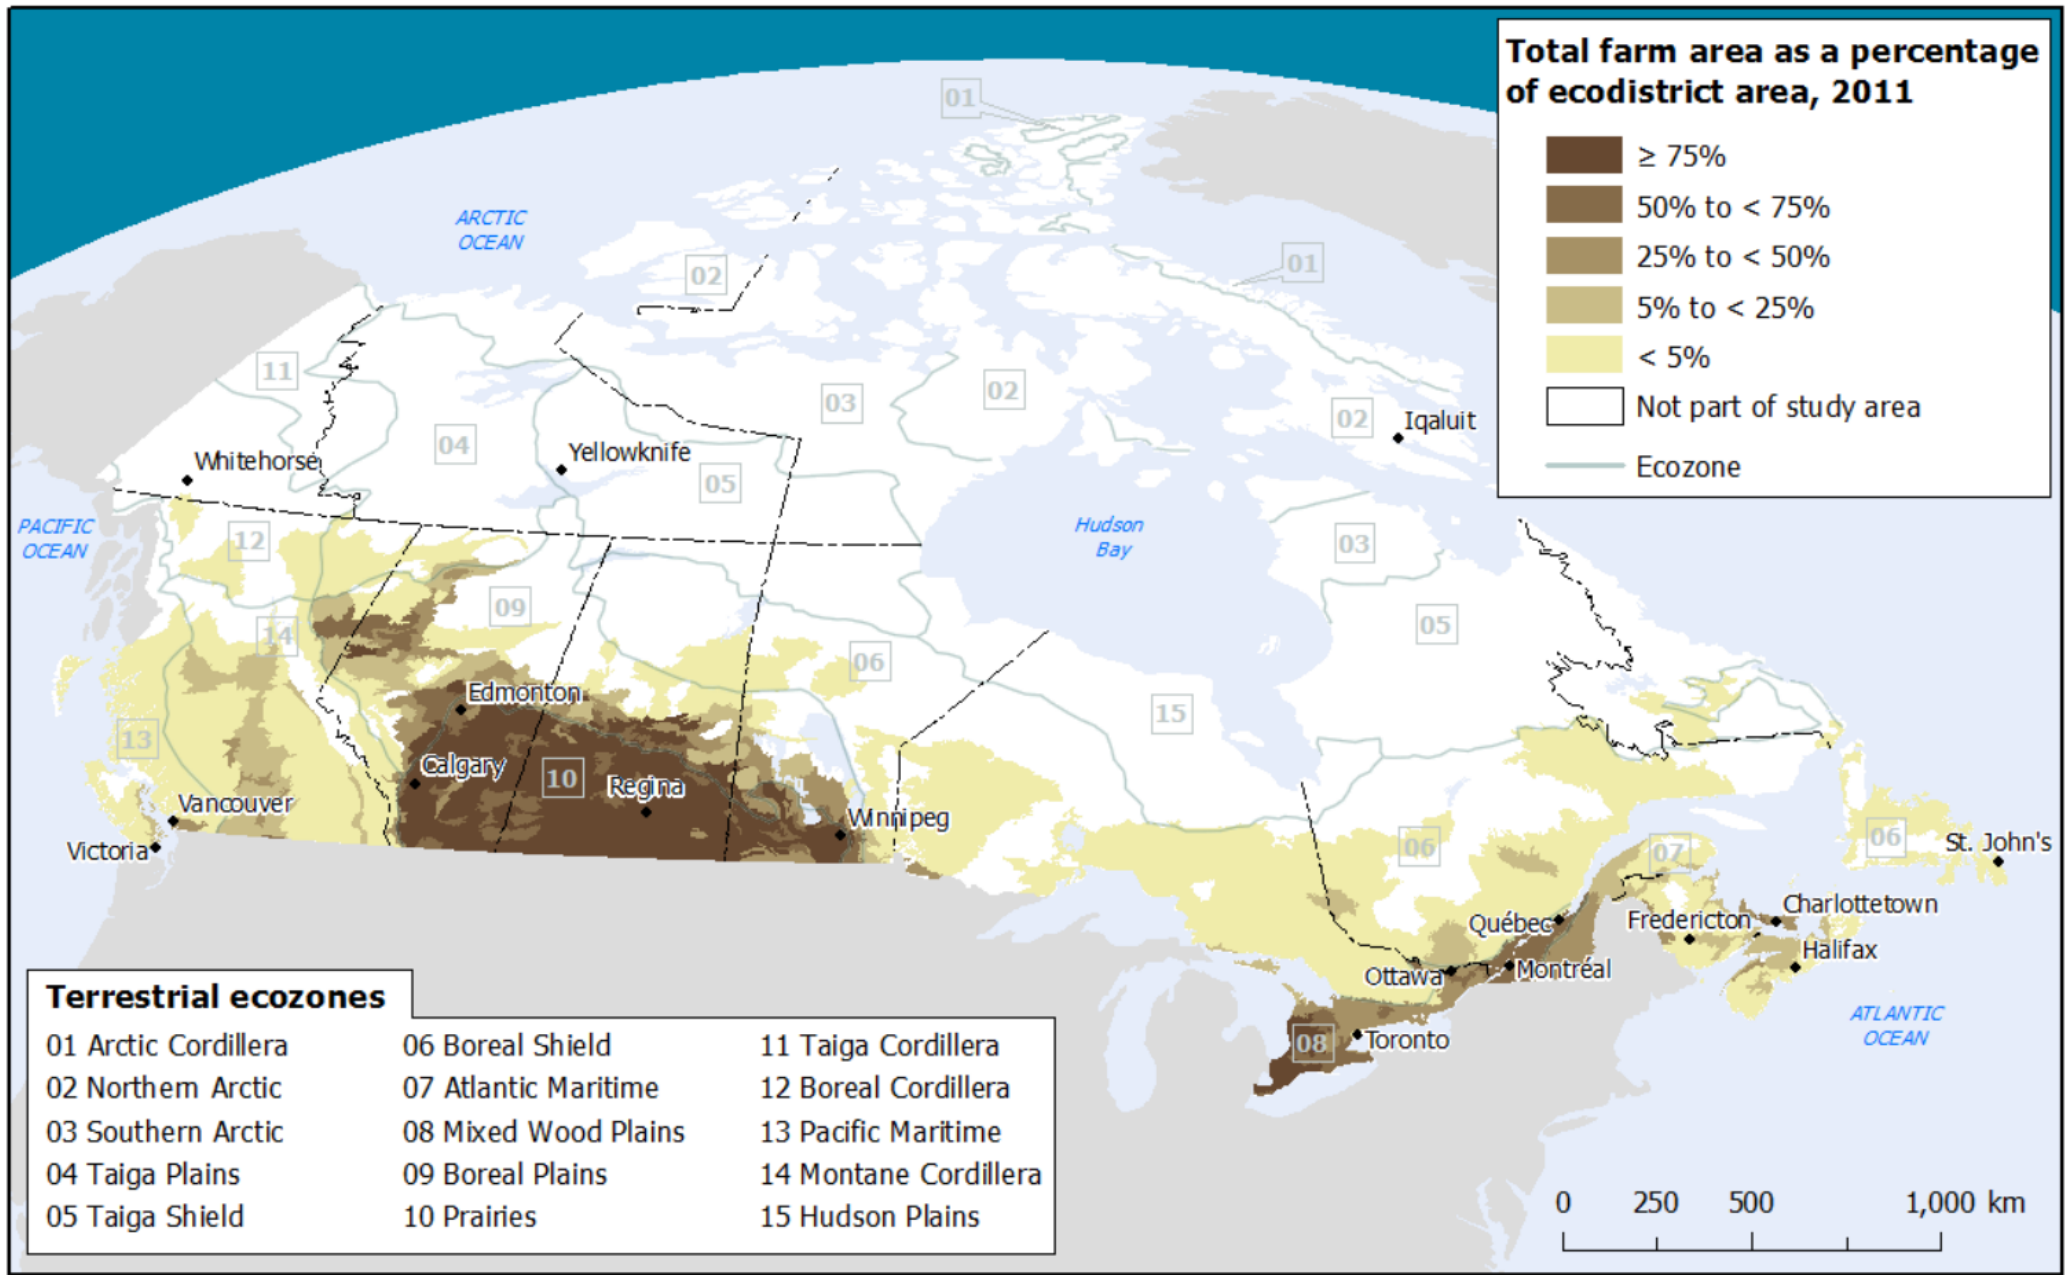 Total farm area as a percentage
of ecodistrict area, 2011
≥ 75%
50% to < 75%
25% to < 50%
5% to < 25%
< 5%
Not part of study area
Ecozone
01
ARCTIC
OCEAN
02
01
11
03
02
02
Iqaluit
04
Whitehorse
Yellowknife
05
PACIFIC
OCEAN
12
Hudson
Bay
03
09
14
05
06
Edmonton
13
15
Calgary
10
Regina
Vancouver
Winnipeg
Victoria
06
07
06
St. John's
Québec
Fredericton
Charlottetown
Halifax
Ottawa
Montréal
ATLANTIC
OCEAN
08
Toronto
Terrestrial ecozones
01 Arctic Cordillera
02 Northern Arctic
03 Southern Arctic
04 Taiga Plains
05 Taiga Shield
06 Boreal Shield
07 Atlantic Maritime
08 Mixed Wood Plains
09 Boreal Plains
10 Prairies
11 Taiga Cordillera
12 Boreal Cordillera
13 Pacific Maritime
14 Montane Cordillera
15 Hudson Plains
0 250 500 1,000 km